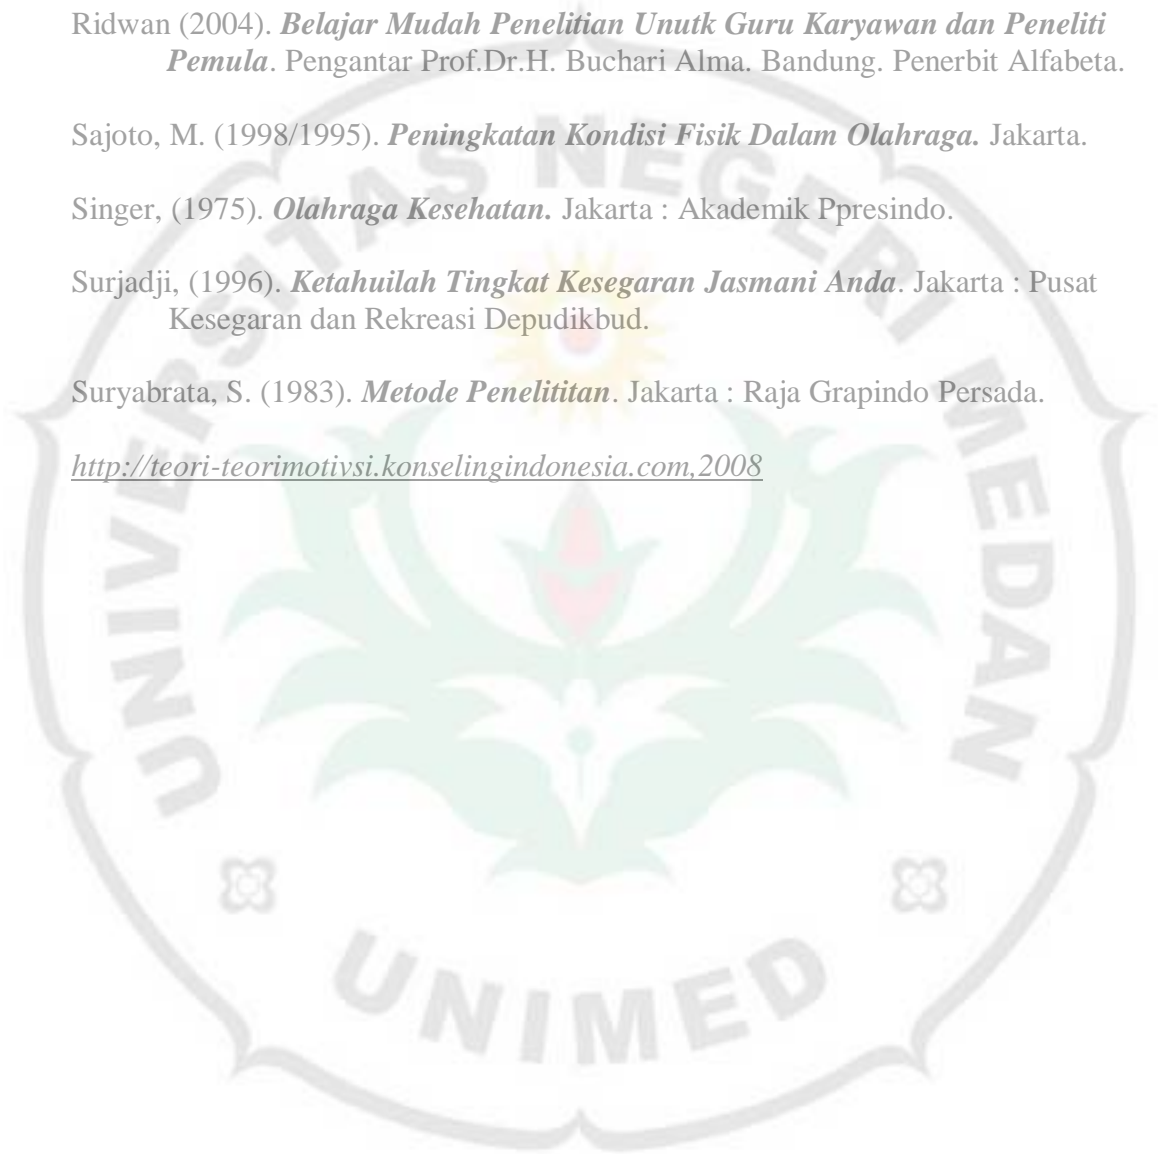 Ridwan (2004). Belajar Mudah Penelitian Unutk Guru Karyawan dan Peneliti
Pemula. Pengantar Prof.Dr.H. Buchari Alma. Bandung. Penerbit Alfabeta.
Sajoto, M. (1998/1995). Peningkatan Kondisi Fisik Dalam Olahraga. Jakarta.
Singer, (1975). Olahraga Kesehatan. Jakarta : Akademik Ppresindo.
Surjadji, (1996). Ketahuilah Tingkat Kesegaran Jasmani Anda. Jakarta : Pusat
Kesegaran dan Rekreasi Depudikbud.
Suryabrata, S. (1983). Metode Penelititan. Jakarta : Raja Grapindo Persada.
http://teori-teorimotivsi.konselingindonesia.com,2008
UNIVERSITAS NEGERI MEDAN
UNIMED